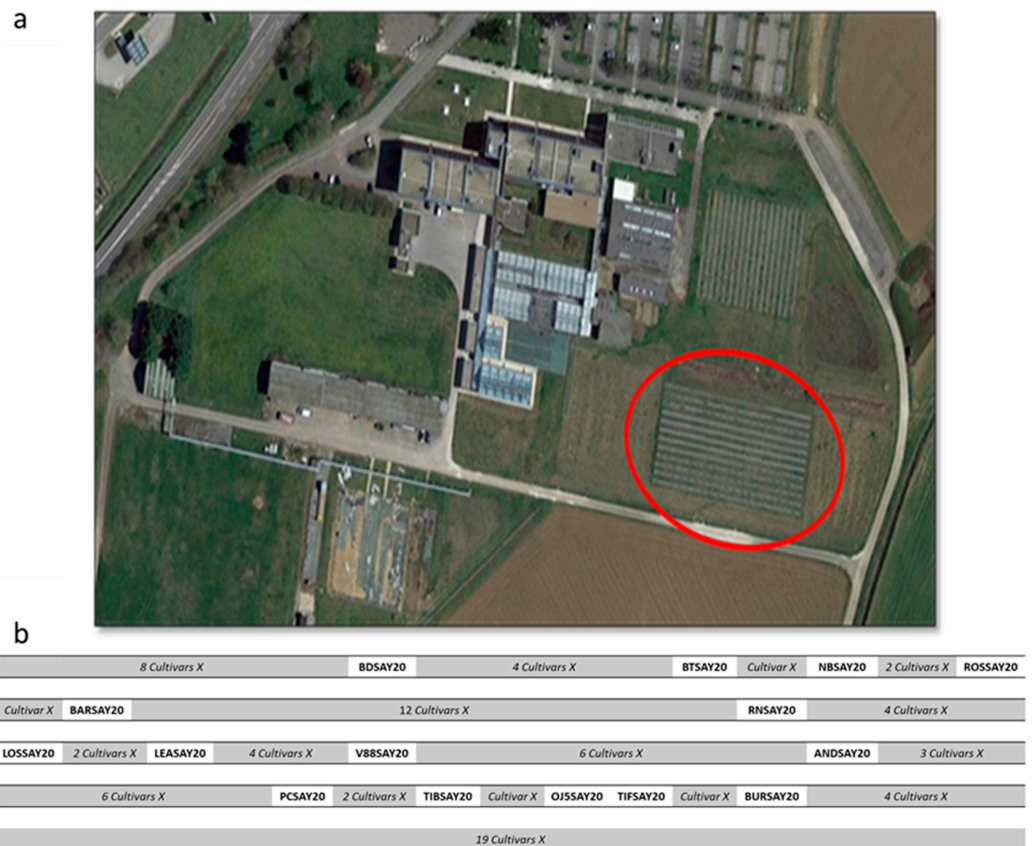 a
b
8 Cultivars X BDSAY20 4 Cultivars X BTSAY20 Cultivar X NBSAY20 2 Cultivars X ROSSAY20
Cultivar X BARSAY20 12 Cultivars X RNSAY20 4 Cultivars X
LOSSAY20 2 Cultivars X LEASAY20 4 Cultivars X V88SAY20 6 Cultivars X ANDSAY20 3 Cultivars X
6 Cultivars X PCSAY20 2 Cultivars X TIBSAY20 Cultivar X OJ5SAY20 TIFSAY20 Cultivar X BURSAY20 4 Cultivars X
19 Cultivars X